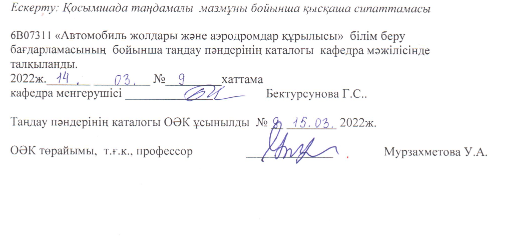 Ескерту: Қосымшада таңдамалы мазмұны бойынша қысқаша сипаттамасы
6В07311 «Автомобиль жолдары және аэродромдар құрылысы» білім беру
бағдарламасының бойынша таңдау пәндерінің каталогы кафедра мәжілісінде
талқыланды.
2022ж. 14, 03. № 9 хаттама
кафедра меңгерушісі Бектурсунова Г.С..
Таңдау пәндерінің каталогы ОӘК ұсынылды № 8 15.03. 2022ж.
ОӘК төрайымы, т.ғ.к., профессор . Мурзахметова У.А.